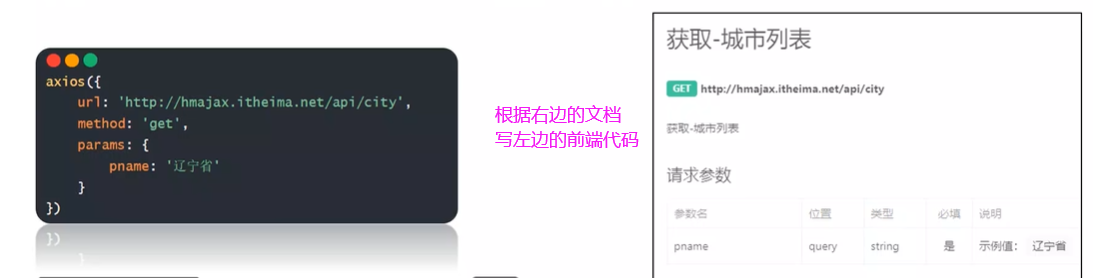 axios({
url: 'http://hmajax.itheima.net/api/city',
method: 'get',
params: {
pname: '辽宁省'
}
})
})
根据右边的文档
写左边的前端代码
获取-城市列表
GET http://hmajax.itheima.net/api/city
获取-城市列表
请求参数
参数名 位置 类型 必填 说明
pname query string 是 示例值： 辽宁省